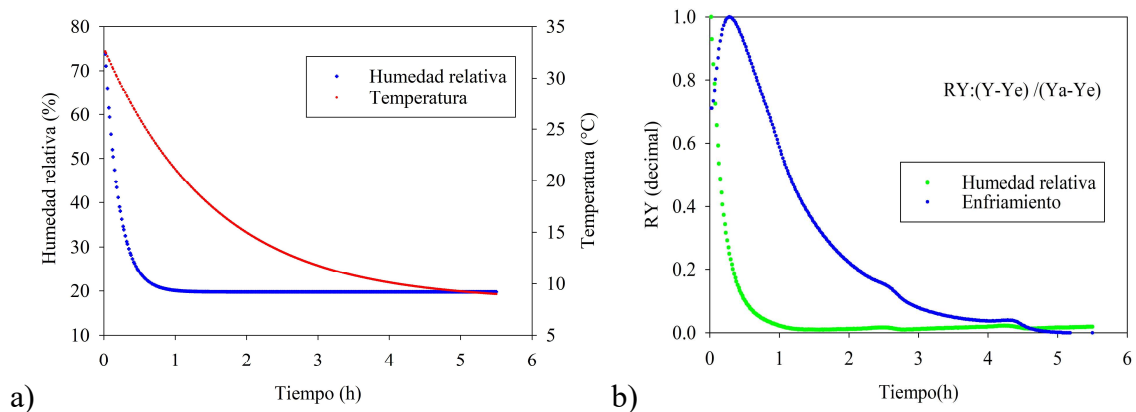 80
70
60
50
40
30
20
10
Humedad relativa (%)
35
30
25
20
15
10
5
Temperatura (°C)
Humedad relativa
Temperatura
0 1 2 3 4 5 6
Tiempo (h)
a)
1.0
0.8
0.6
0.4
0.2
0.0
RY (decimal)
RY:(Y-Ye) /(Ya-Ye)
Humedad relativa
Enfriamiento
0 1 2 3 4 5 6
Tiempo(h)
b)